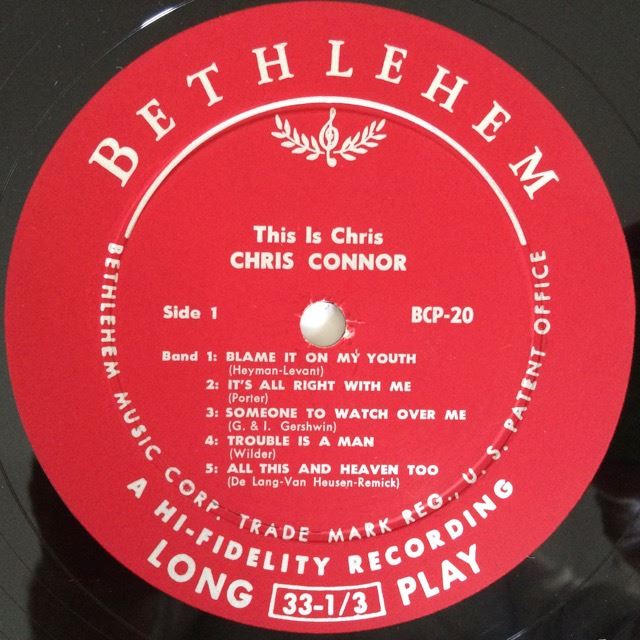 BETHLEHEM
This Is Chris
CHRIS CONNOR
Side 1
BCP-20
Band 1: BLAME IT ON MY YOUTH
(Heyman-Levant)
2: IT'S ALL RIGHT WITH ME
(Porter)
3: SOMEONE TO WATCH OVER ME
(G. & I. Gershwin)
4: TROUBLE IS A MAN
(Wilder)
5: ALL THIS AND HEAVEN TOO
(De Lang-Van Heusen-Remick)
BETHLEHEM MUSIC CORP. TRADE MARK REG., U. S. PATENT OFFICE
A HI-FIDELITY RECORDING
LONG 33-1/3 PLAY